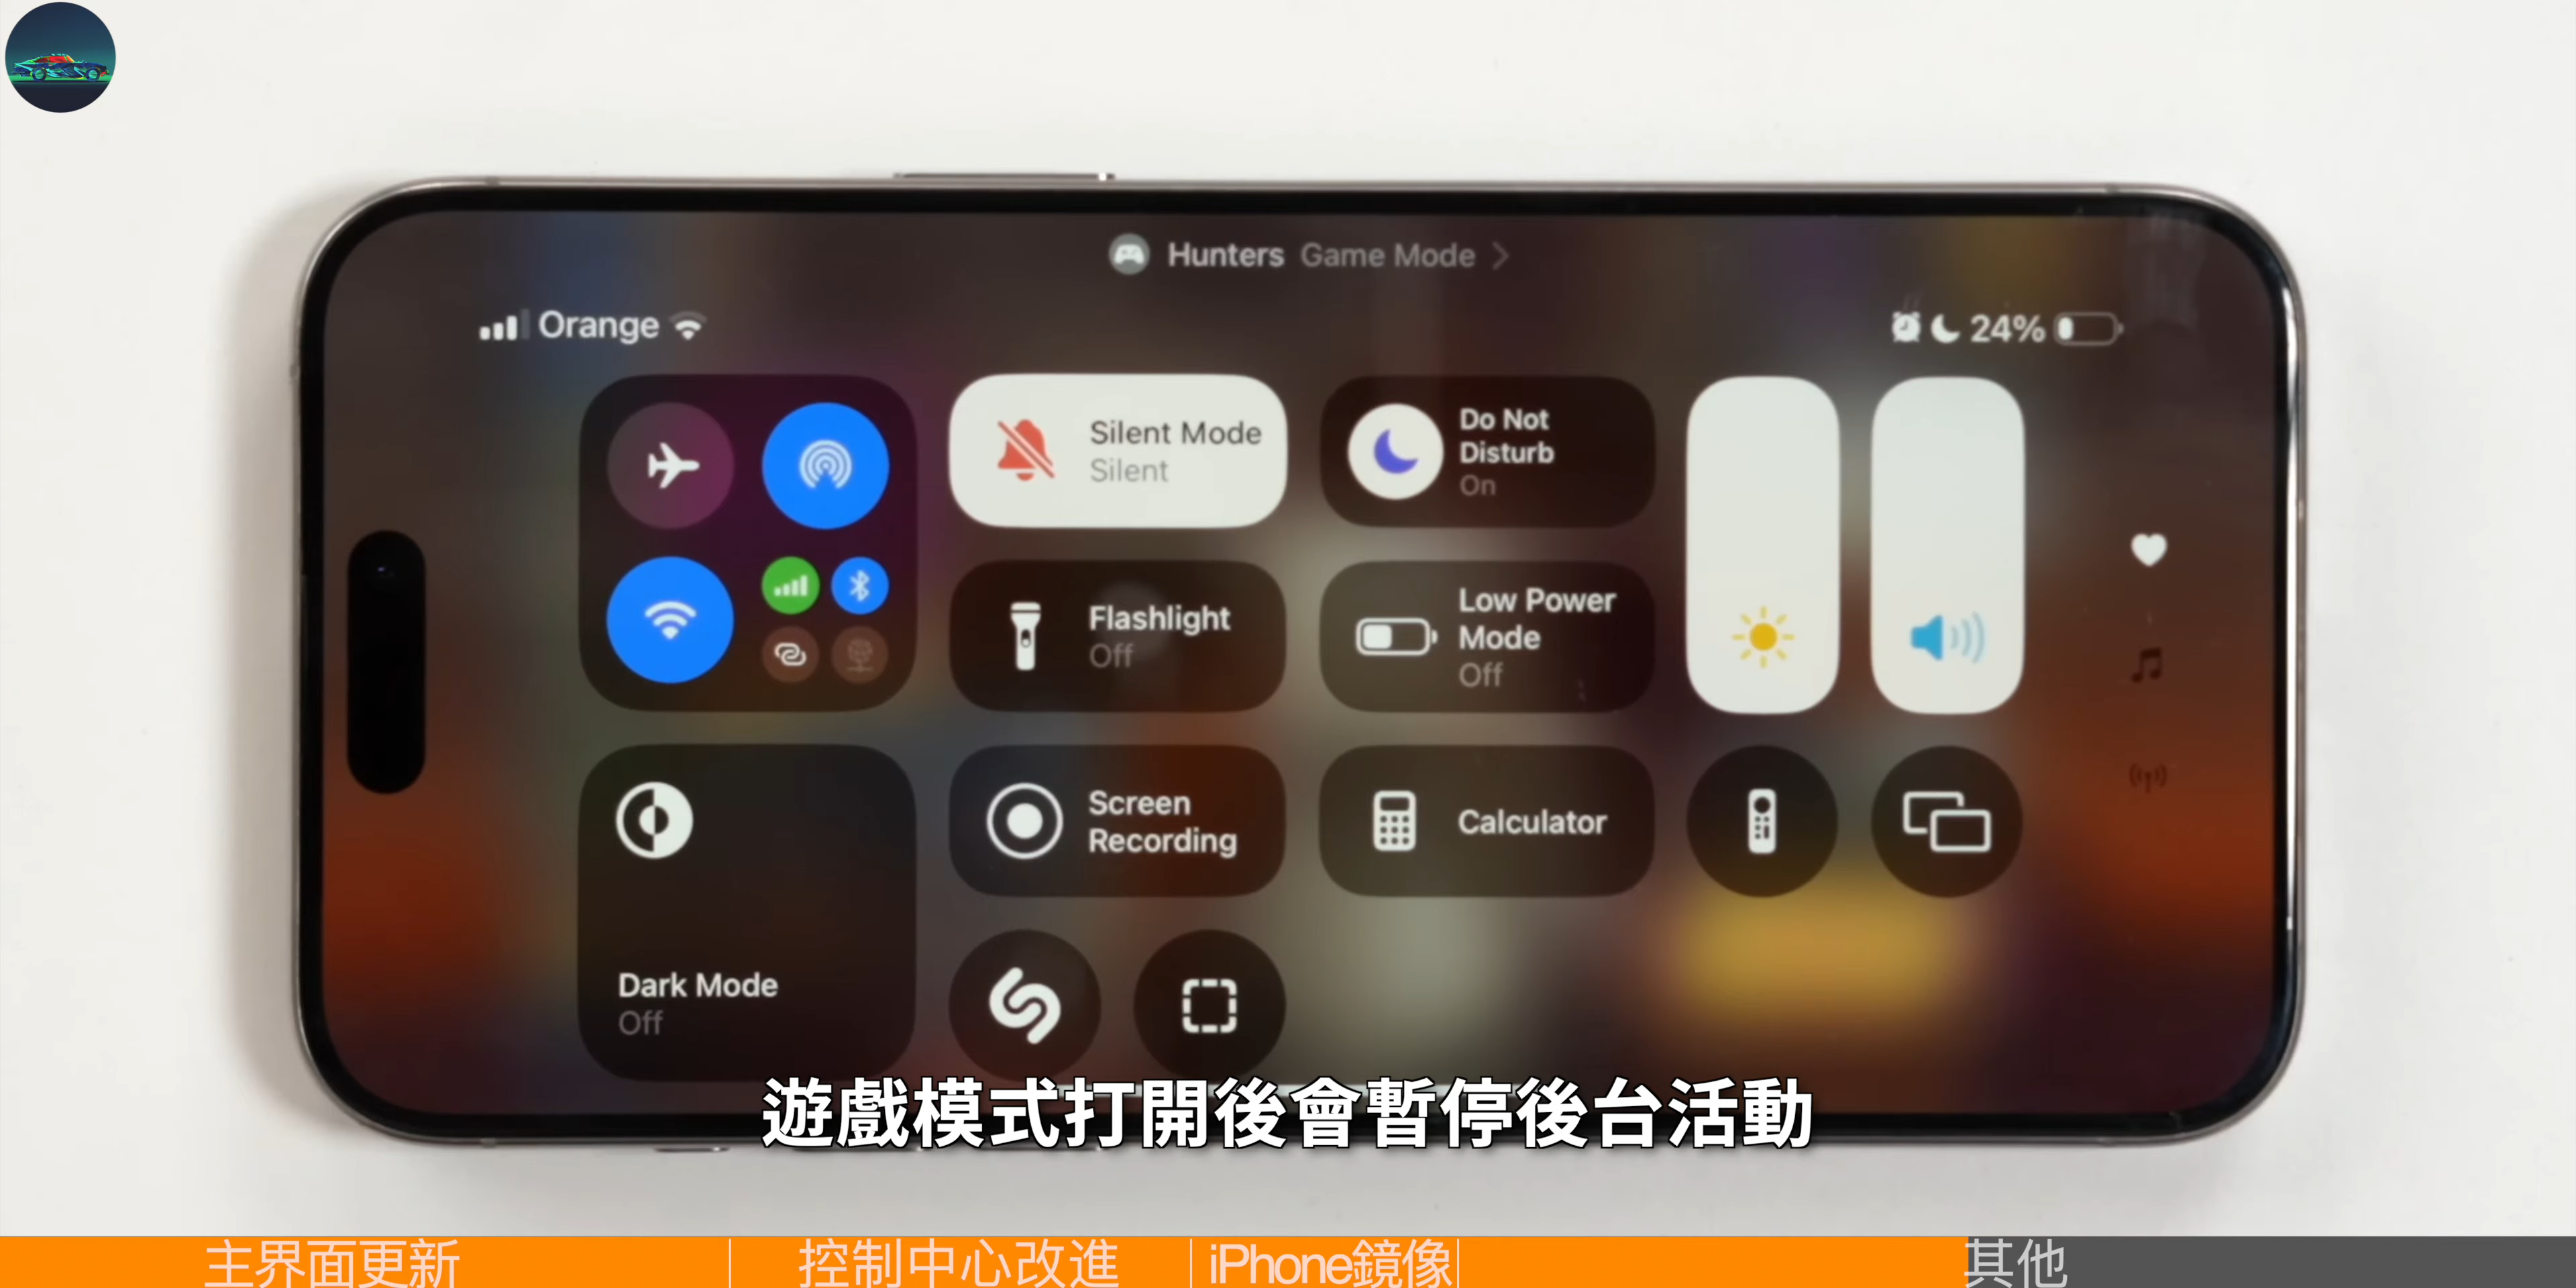 Hunters Game Mode
Orange
24%
Silent Mode
Silent
Do Not
Disturb
On
Flashlight
Off
Low Power
Mode
Off
Screen
Recording
Calculator
Dark Mode
Off
遊戲模式打開後會暫停後台活動
主界面更新
控制中心改進
iPhone鏡像
其他